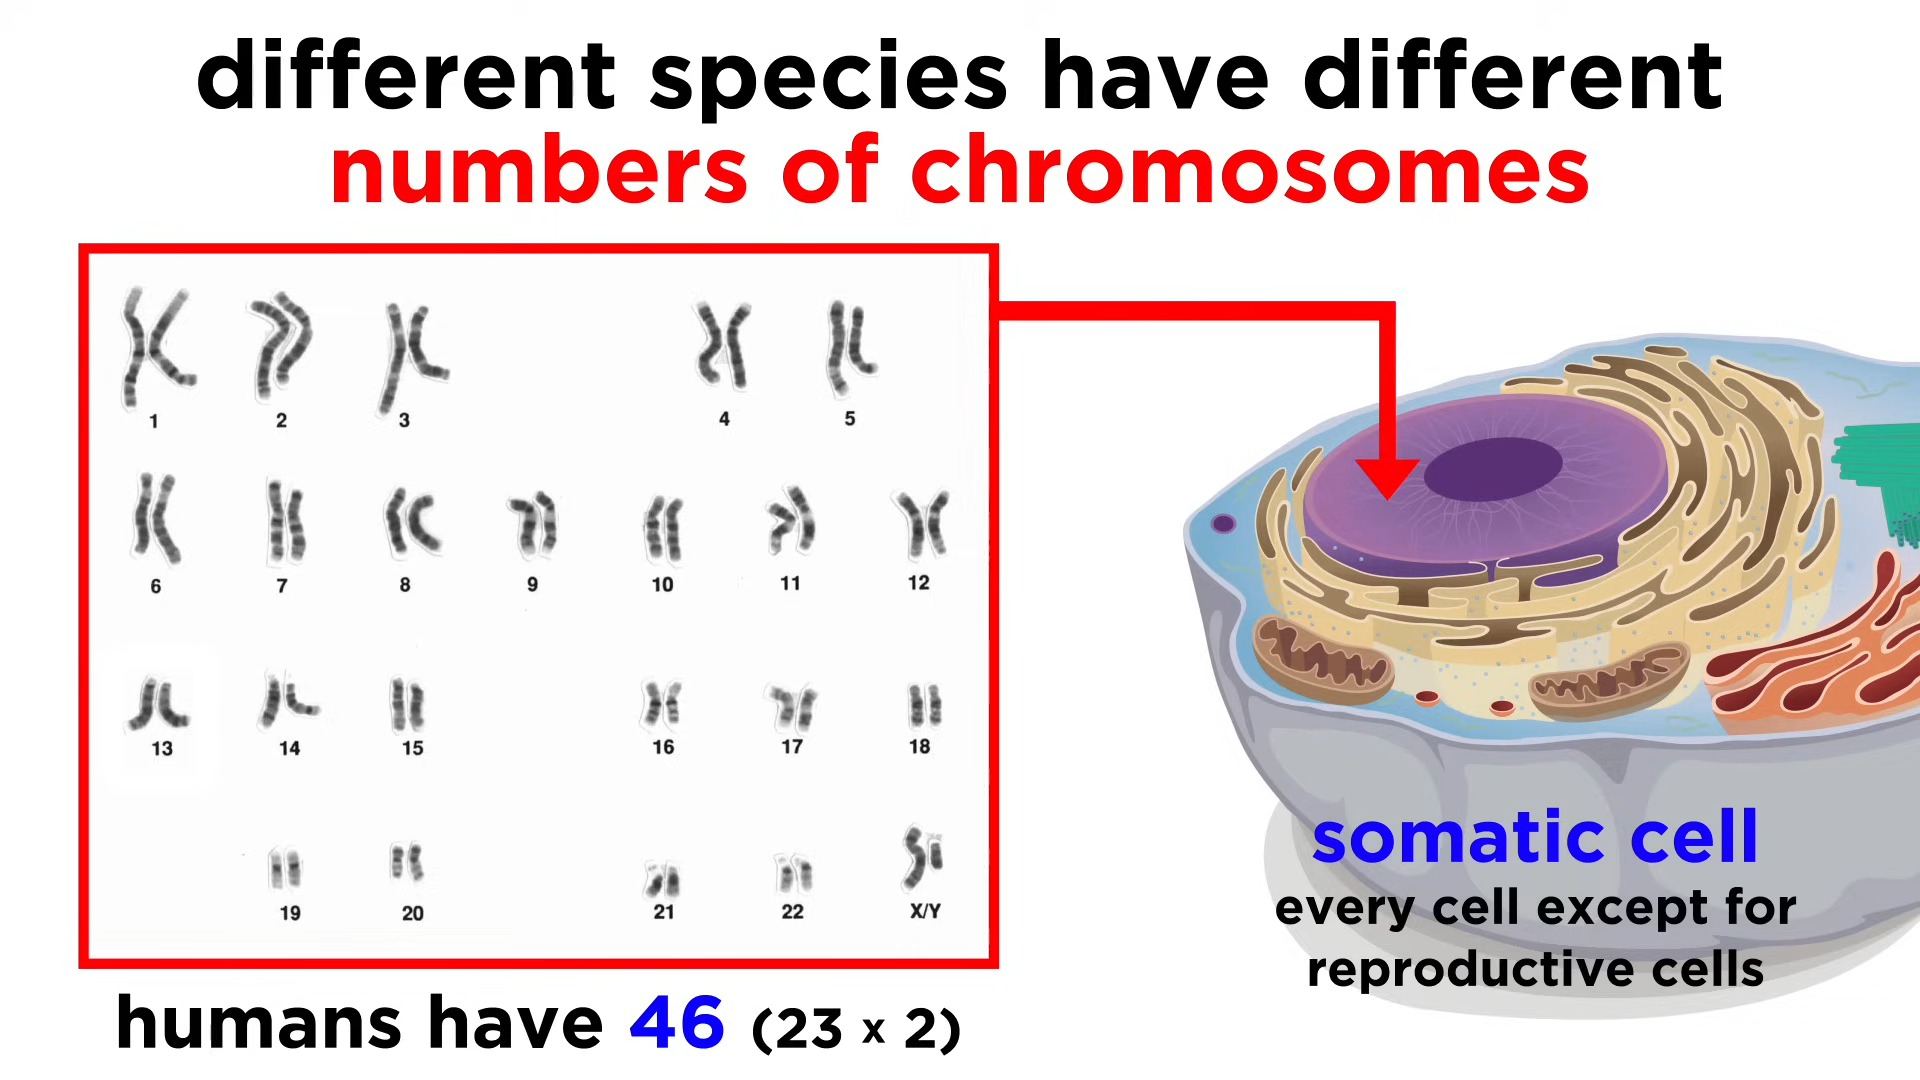 different species have different
numbers of chromosomes
1 2 3 4 5
6 7 8 9 10 11 12
13 14 15 16 17 18
19 20 21 22 X/Y
humans have 46 (23 x 2)
somatic cell
every cell except for
reproductive cells